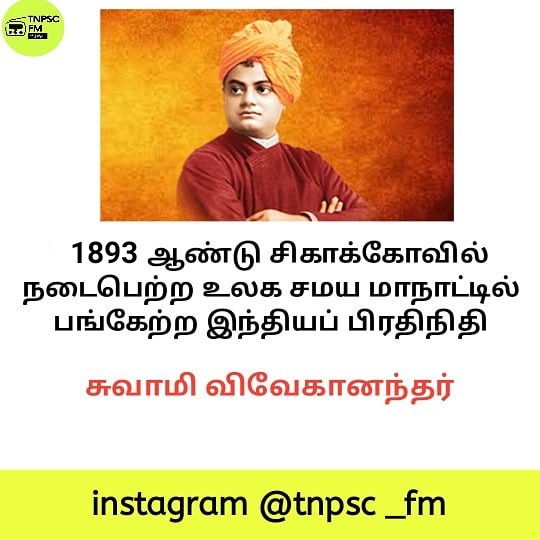 TNPSC
FM
1893 ஆண்டு சிகாக்கோவில்
நடைபெற்ற உலக சமய மாநாட்டில்
பங்கேற்ற இந்தியப் பிரதிநிதி
சுவாமி விவேகானந்தர்
instagram @tnpsc _fm